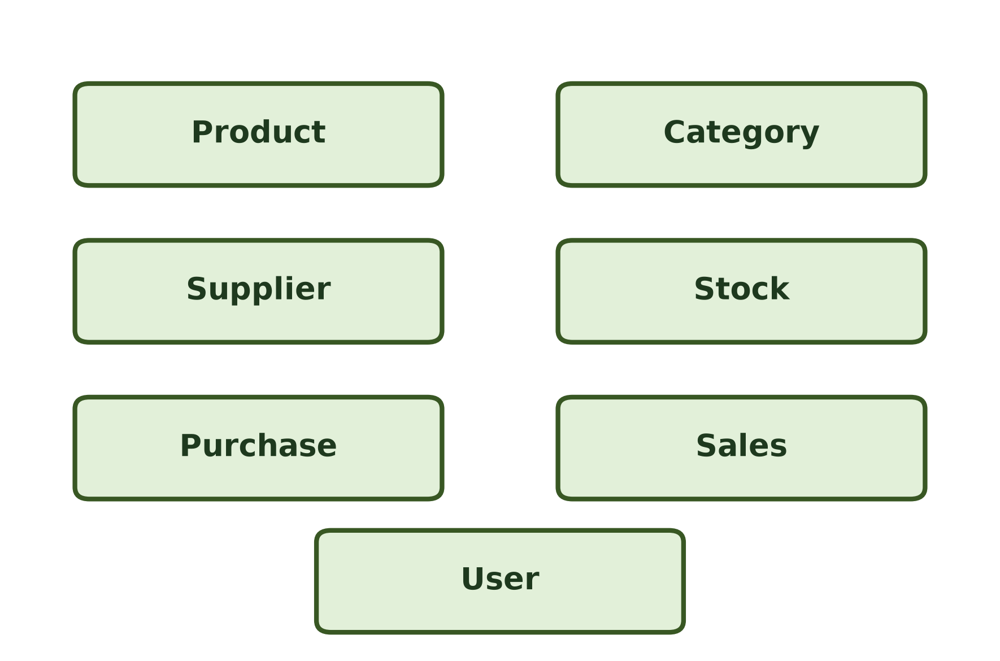 Product
Category
Supplier
Stock
Purchase
Sales
User